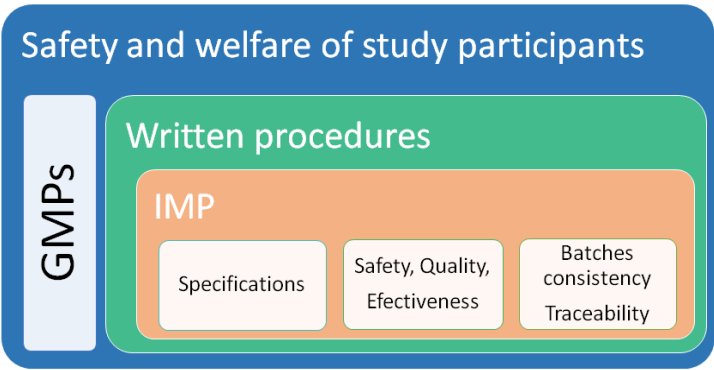 Safety and welfare of study participants
GMPs
Written procedures
IMP
Specifications
Safety, Quality,
Efectiveness
Batches
consistency
Traceability